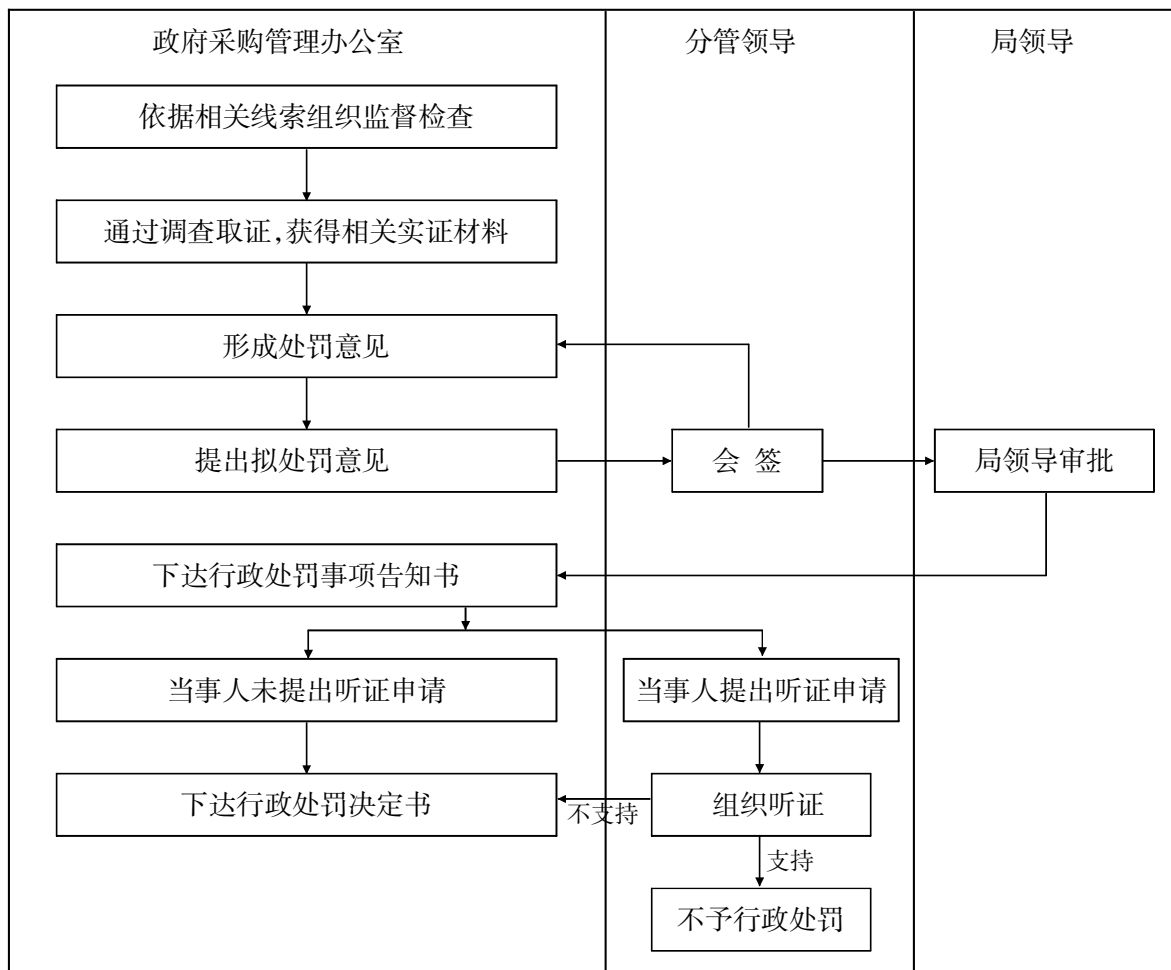 政府采购管理办公室
分管领导
局领导
依据相关线索组织监督检查
通过调查取证,获得相关实证材料
形成处罚意见
提出拟处罚意见
会 签
局领导审批
下达行政处罚事项告知书
当事人未提出听证申请
当事人提出听证申请
下达行政处罚决定书
不支持
组织听证
支持
不予行政处罚